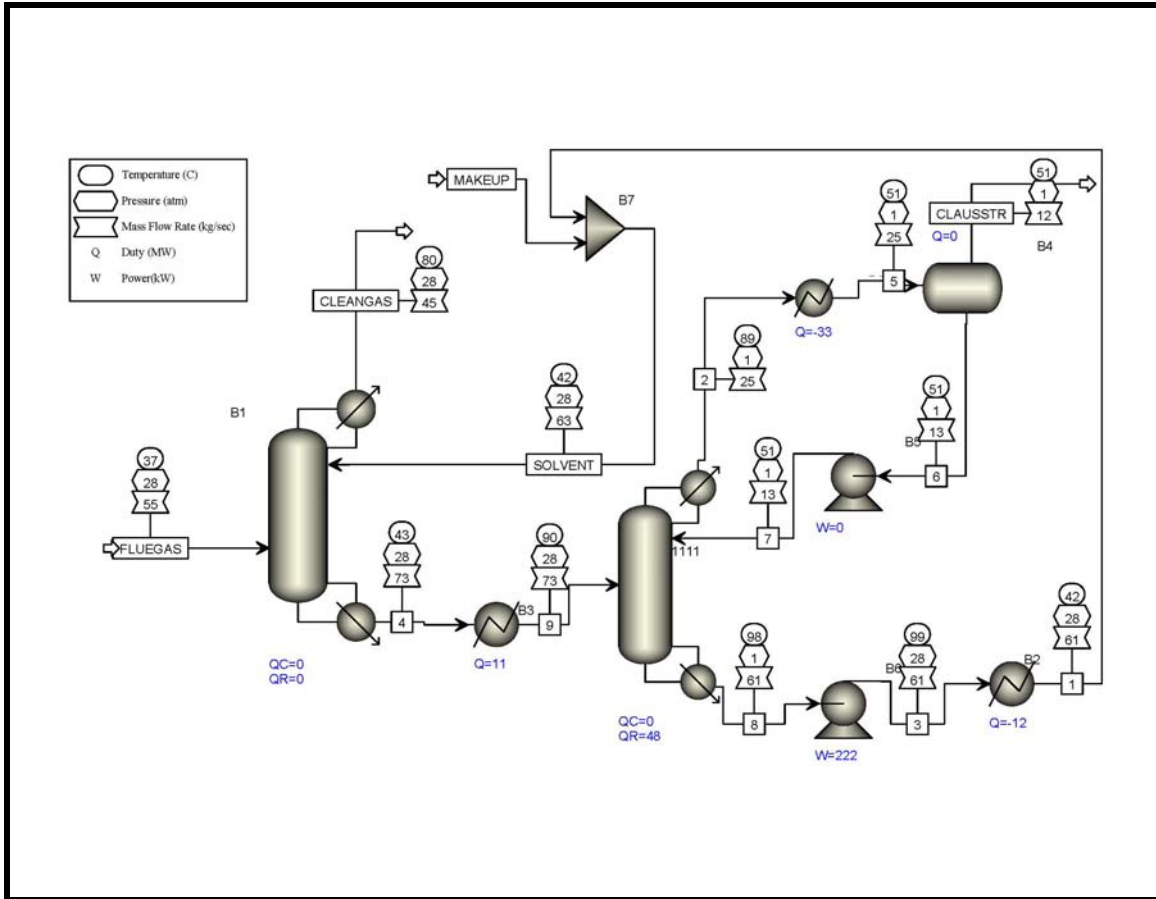 Temperature (C)
Pressure (atm)
Mass Flow Rate (kg/sec)
Q Duty (MW)
W Power(kW)
MAKEUP
B7
CLEANGAS
80
28
45
B1
37
28
55
FLUEGAS
42
28
63
SOLVENT
43
28
73
4
QC=0
QR=0
B3
Q=11
90
28
73
9
89
1
25
2
Q=-33
51
1
25
5
51
1
12
CLAUSSTR
Q=0
B4
51
1
13
B5
6
W=0
51
1
13
7
1111
QC=0
QR=48
98
1
61
8
W=222
99
28
61
3
B2
Q=-12
42
28
61
1